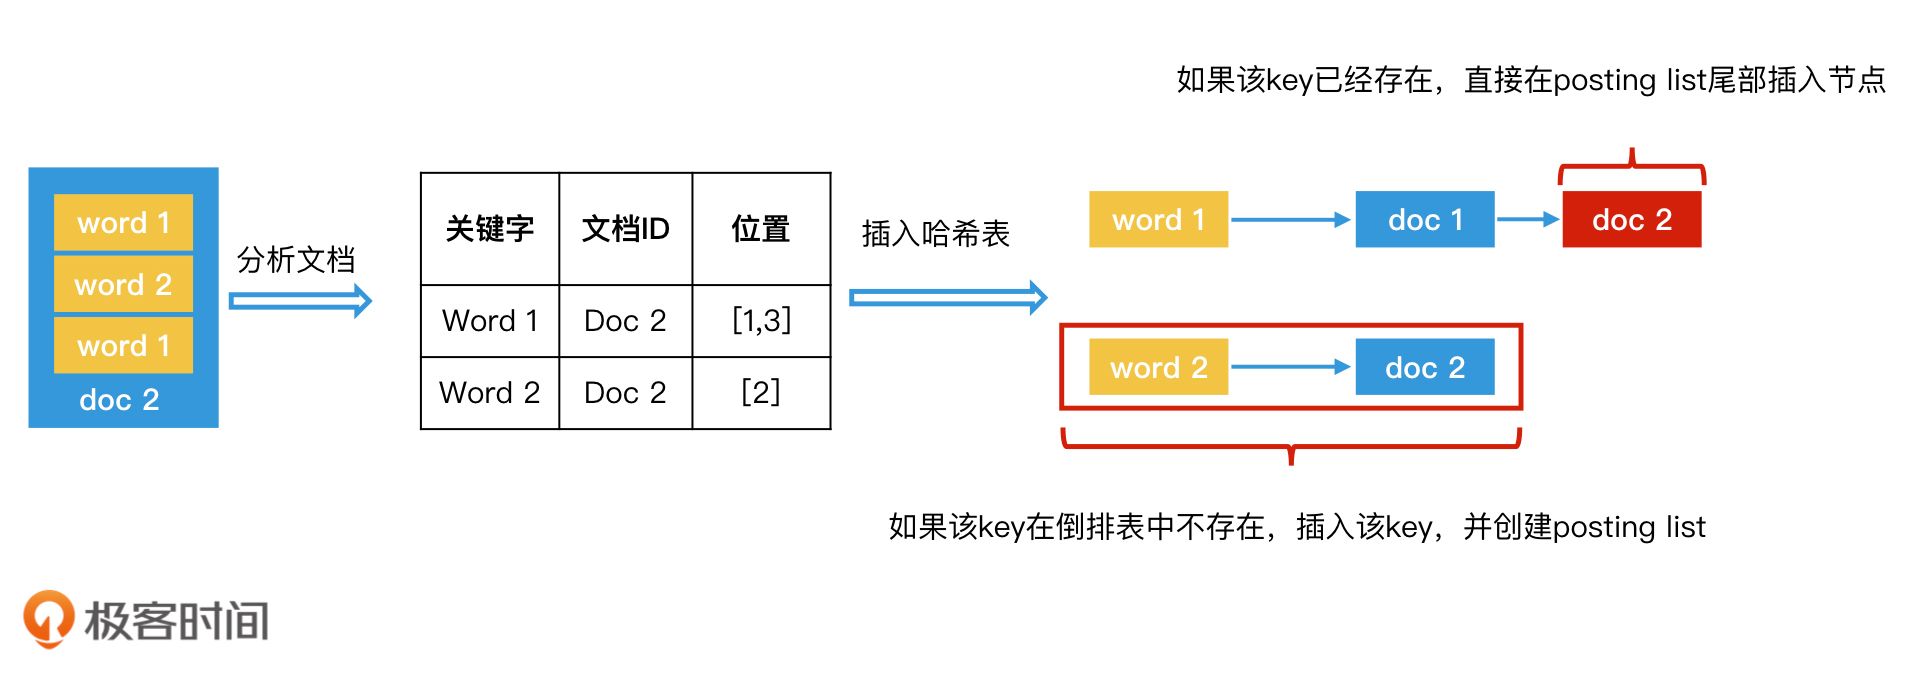 如果该key已经存在，直接在posting list尾部插入节点
word 1
word 2
word 1
doc 2
分析文档
关键字 文档ID 位置
Word 1 Doc 2 [1,3]
Word 2 Doc 2 [2]
插入哈希表
word 1 doc 1 doc 2
word 2 doc 2
如果该key在倒排表中不存在，插入该key，并创建posting list
极客时间